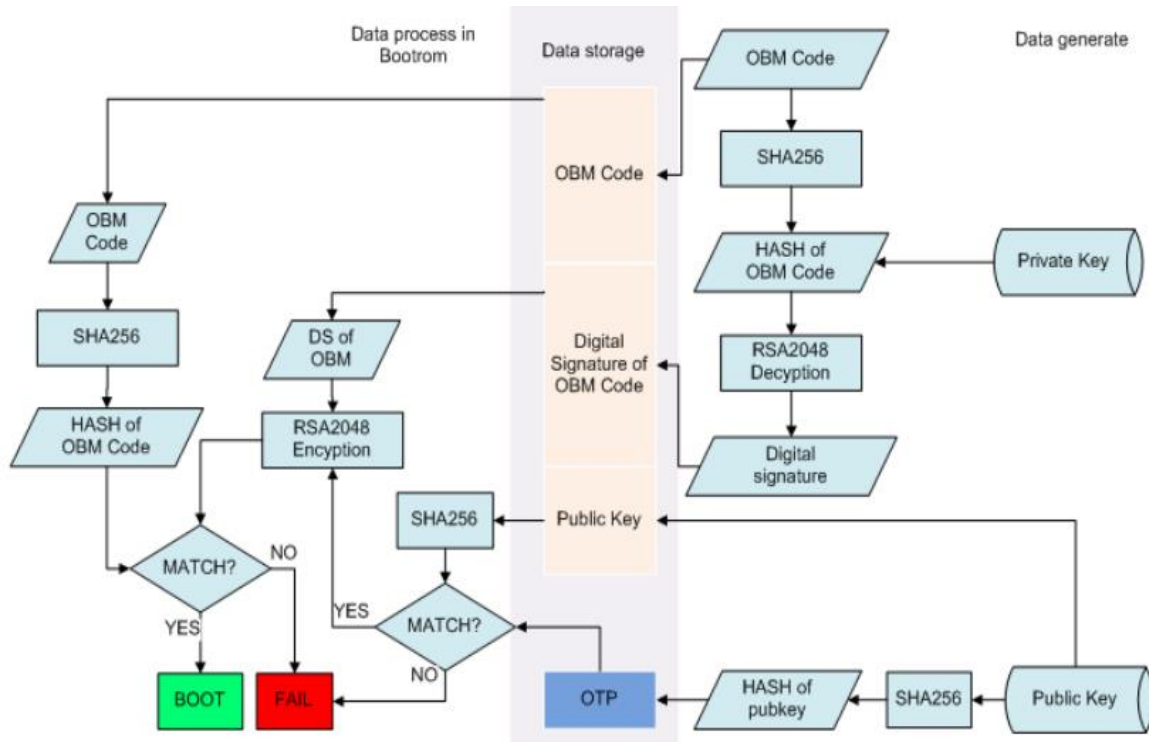 Data process in
Bootrom
Data storage
Data generate
OBM Code
SHA256
HASH of
OBM Code
Private Key
RSA2048
Decyption
Digital
signature
OBM Code
Digital
Signature of
OBM Code
Public Key
OBM
Code
SHA256
HASH of
OBM Code
DS of
OBM
RSA2048
Encyption
SHA256
MATCH?
NO
YES
MATCH?
YES
NO
BOOT
FAIL
OTP
HASH of
pubkey
SHA256
Public Key